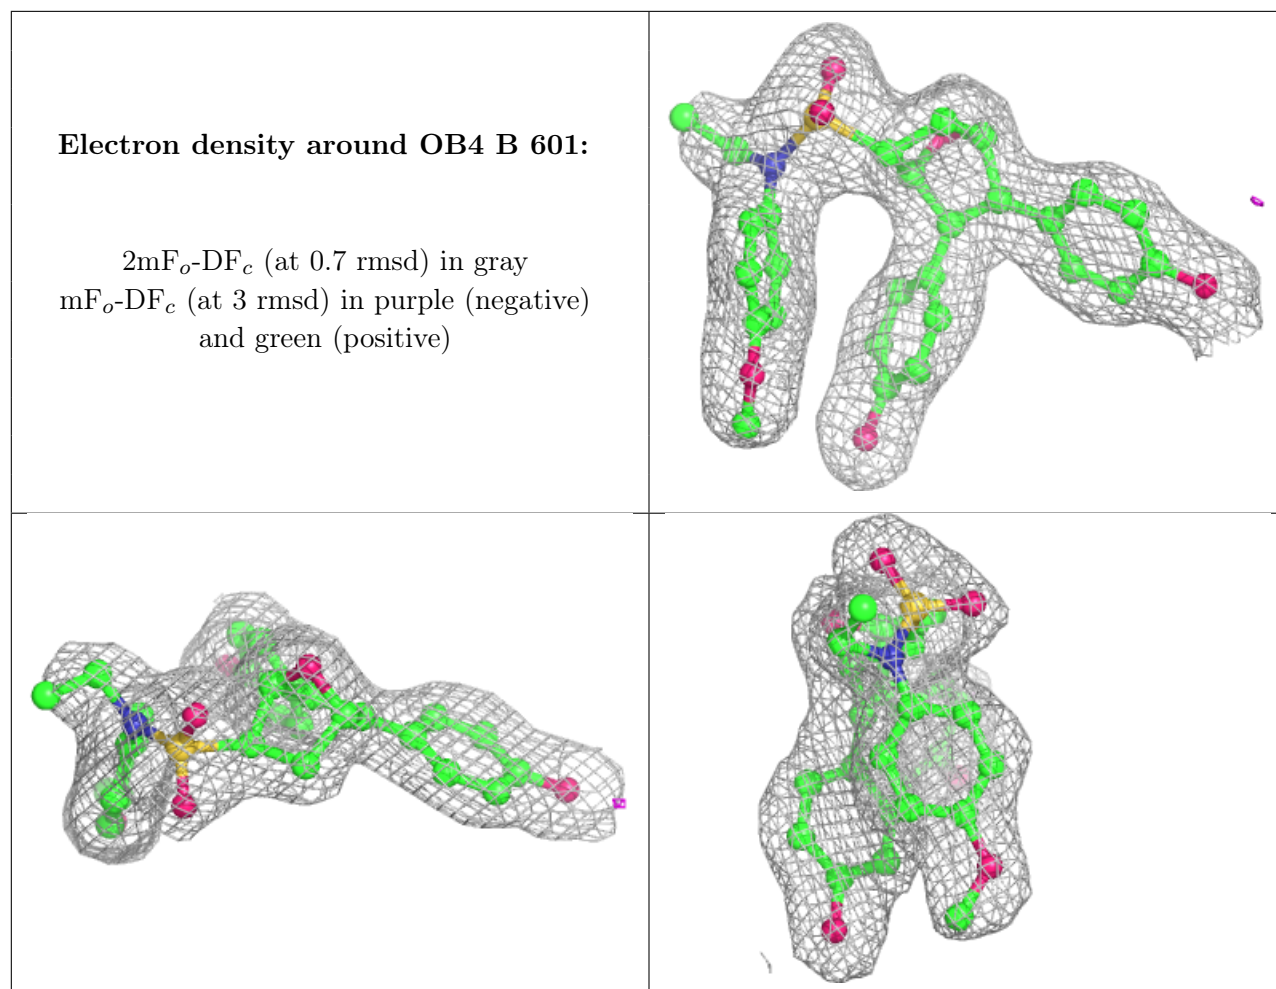 Electron density around OB4 B 601:
2mFo-DFc (at 0.7 rmsd) in gray
mFo-DFc (at 3 rmsd) in purple (negative)
and green (positive)